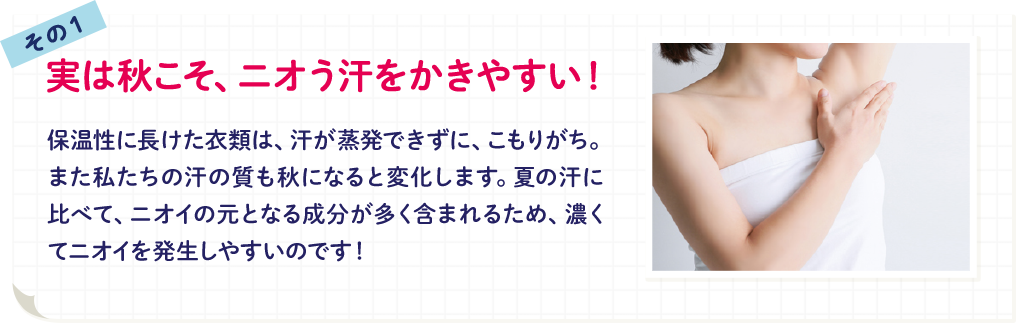 その1
実は秋こそ、ニオう汗をかきやすい！
保温性に長けた衣類は、汗が蒸発できずに、こもりがち。
また私たちの汗の質も秋になると変化します。夏の汗に
比べて、ニオイの元となる成分が多く含まれるため、濃く
てニオイを発生しやすいのです！